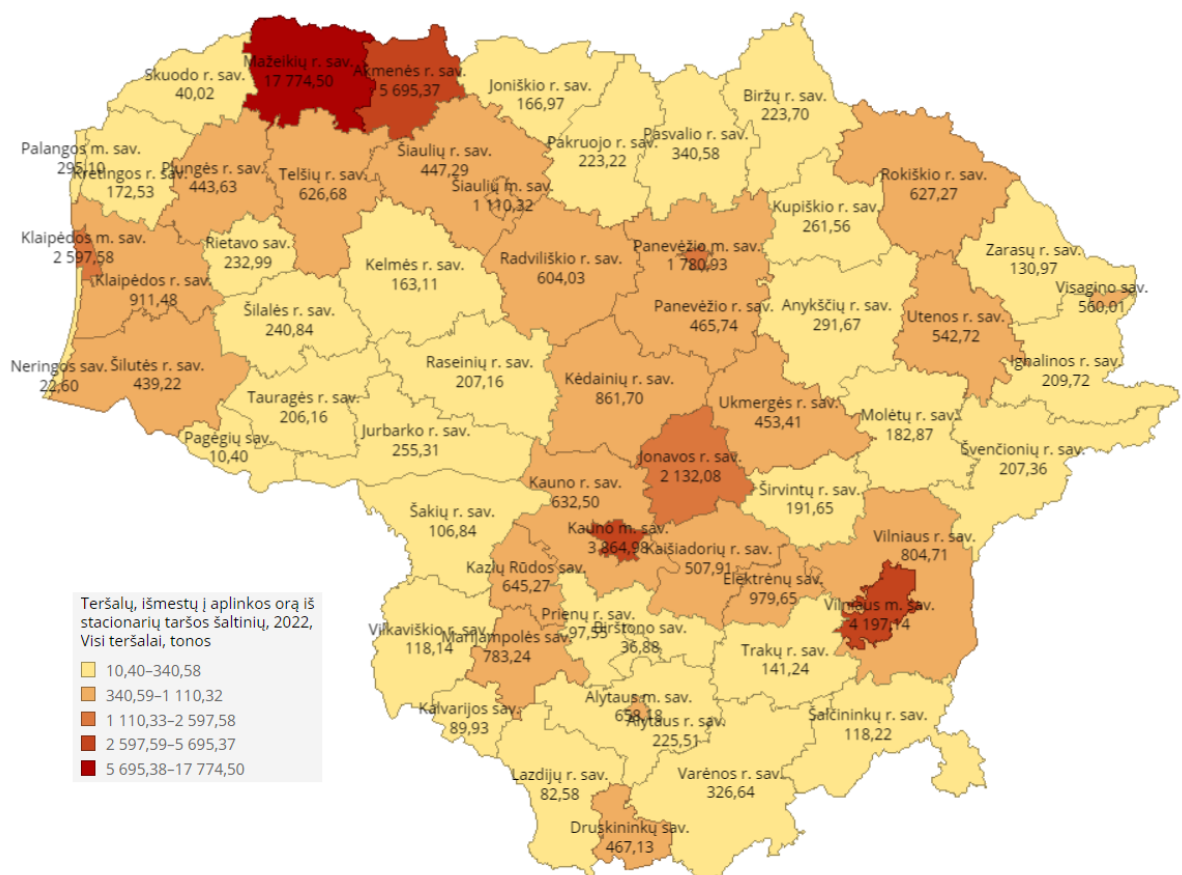 Mažeikių r. sav.
17 774,50
Akmenės r. sav.
5 695,37
Skuodo r. sav.
40,02
Joniškio r. sav.
166,97
Biržų r. sav.
223,70
Pakruojo r. sav.
223,22
Pasvalio r. sav.
340,58
Palangos m. sav.
295,10
Kretingos r. sav.
172,53
Plungės r. sav.
443,63
Telšių r. sav.
626,68
Šiaulių r. sav.
447,29
Šiaulių m. sav.
1 110,32
Rokiškio r. sav.
627,27
Kupiškio r. sav.
261,56
Zarasų r. sav.
130,97
Visagino sav.
560,01
Klaipėdos m. sav.
2 597,58
Klaipėdos r. sav.
911,48
Rietavo sav.
232,99
Kelmės r. sav.
163,11
Radviliškio r. sav.
604,03
Panevėžio m. sav.
1 780,93
Panevėžio r. sav.
465,74
Anykščių r. sav.
291,67
Utenos r. sav.
542,72
Ignalinos r. sav.
209,72
Šilalės r. sav.
240,84
Neringos sav.
22,60
Šilutės r. sav.
439,22
Raseinių r. sav.
207,16
Kėdainių r. sav.
861,70
Ukmergės r. sav.
453,41
Molėtų r. sav.
182,87
Tauragės r. sav.
206,16
Pagėgių sav.
10,40
Jurbarko r. sav.
255,31
Jonavos r. sav.
2 132,08
Švenčionių r. sav.
207,36
Kauno r. sav.
632,50
Širvintų r. sav.
191,65
Šakių r. sav.
106,84
Kauno m. sav.
3 864,98
Kaišiadorių r. sav.
507,91
Vilniaus r. sav.
804,71
Kazlų Rūdos sav.
645,27
Elektrėnų sav.
979,65
Vilniaus m. sav.
4 197,14
Prienų r. sav.
97,55
Birštono sav.
36,88
Vilkaviškio r. sav.
118,14
Marijampolės sav.
783,24
Trakų r. sav.
141,24
Kalvarijos sav.
89,93
Alytaus m. sav.
658,18
Alytaus r. sav.
225,51
Šalčininkų r. sav.
118,22
Lazdijų r. sav.
82,58
Varėnos r. sav.
326,64
Druskininkų sav.
467,13
Teršalų, išmestų į aplinkos orą iš
stacionarių taršos šaltinių, 2022,
Visi teršalai, tonos
10,40–340,58
340,59–1 110,32
1 110,33–2 597,58
2 597,59–5 695,37
5 695,38–17 774,50